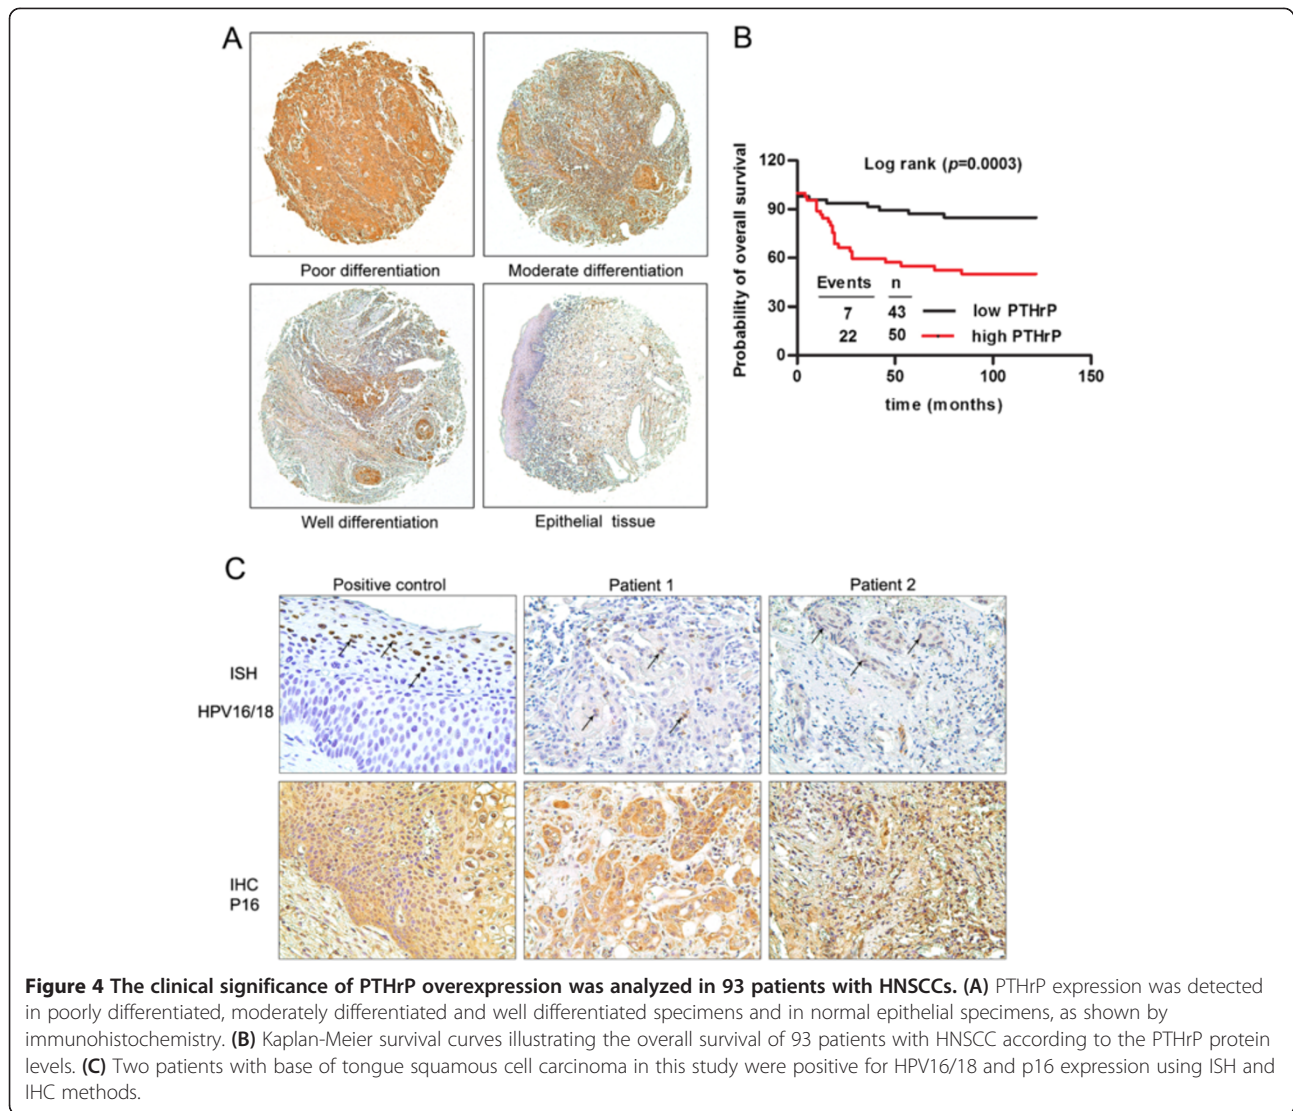 A
Poor differentiation
Moderate differentiation
Well differentiation
Epithelial tissue
B
Probability of overall survival
120
90
60
30
0
Log rank (p=0.0003)
Events n
7 43 low PTHrP
22 50 high PTHrP
0 50 100 150
time (months)
C
Positive control Patient 1 Patient 2
ISH
HPV16/18
IHC
P16
Figure 4 The clinical significance of PTHrP overexpression was analyzed in 93 patients with HNSCCs. (A) PTHrP expression was detected
in poorly differentiated, moderately differentiated and well differentiated specimens and in normal epithelial specimens, as shown by
immunohistochemistry. (B) Kaplan-Meier survival curves illustrating the overall survival of 93 patients with HNSCC according to the PTHrP protein
levels. (C) Two patients with base of tongue squamous cell carcinoma in this study were positive for HPV16/18 and p16 expression using ISH and
IHC methods.